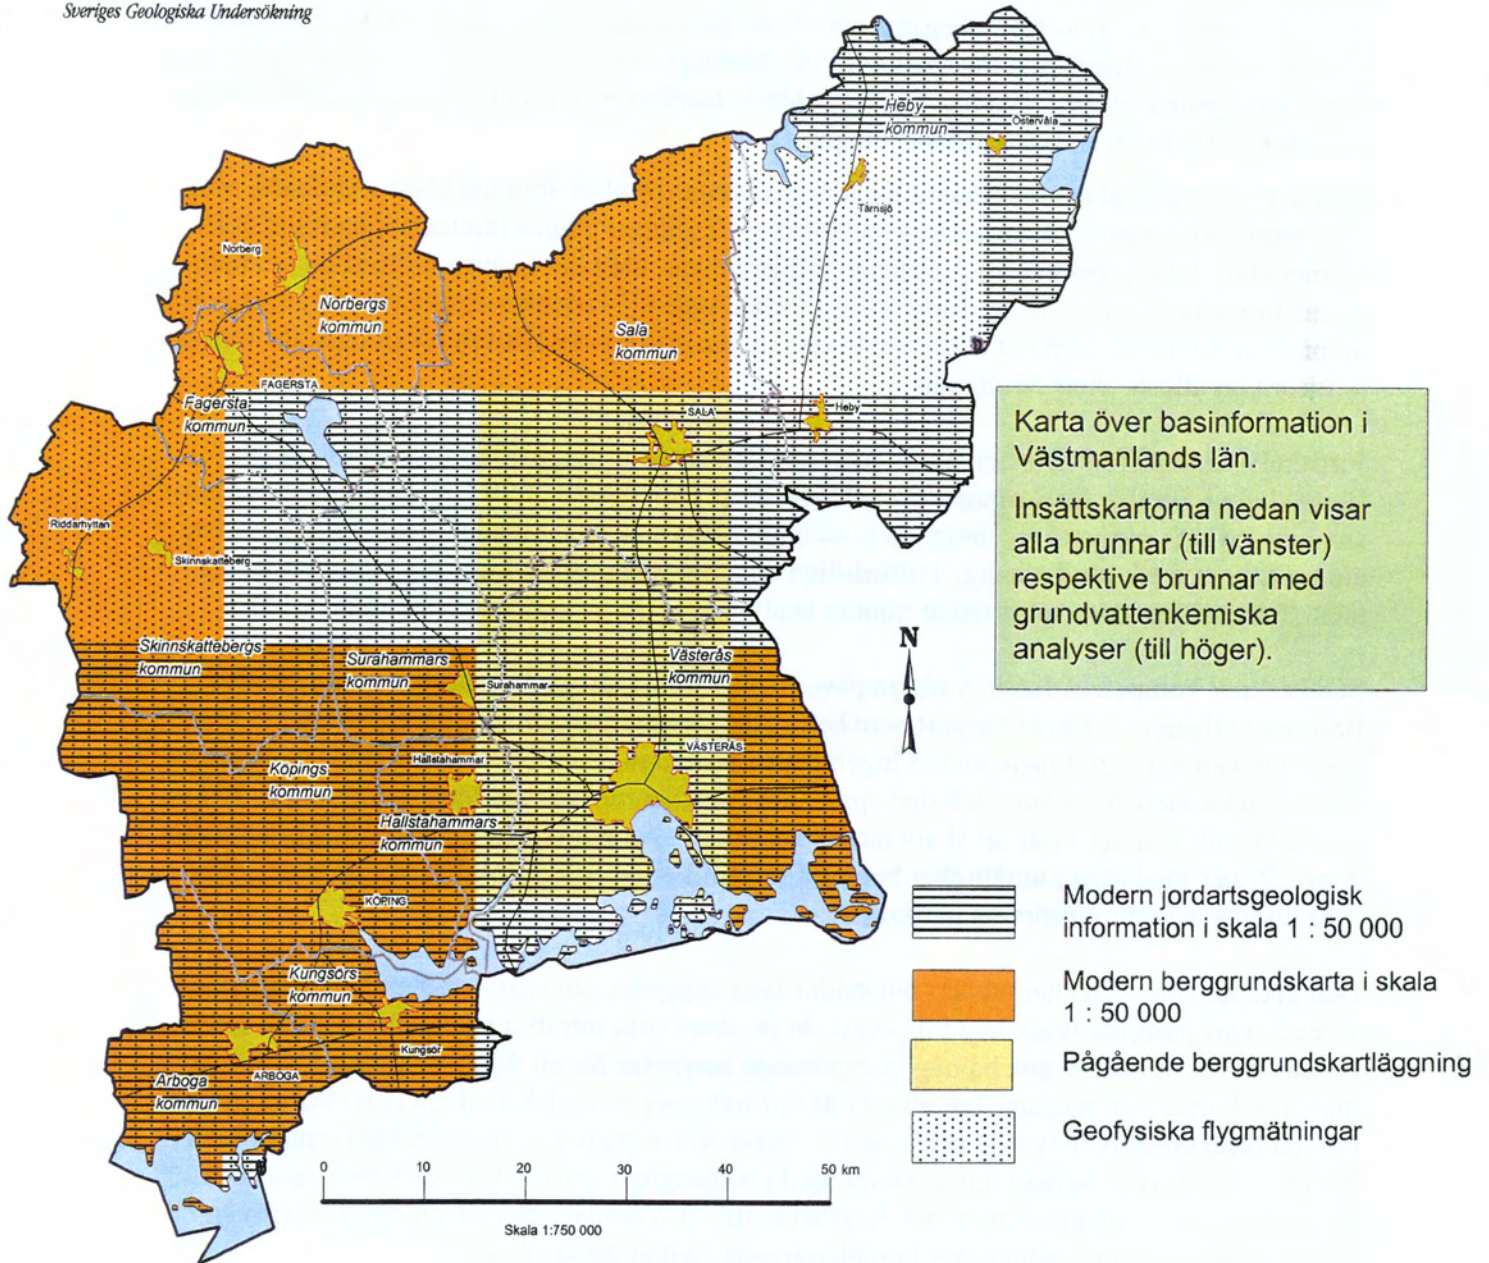 Sveriges Geologiska Undersökning
Heby
kommun
Östervåla
Tärnsjö
Norberg
Norbergs
kommun
Sala
kommun
FAGERSTA
Fagersta
kommun
SALA
Heby
Karta över basinformation i
Västmanlands län.
Insättskartorna nedan visar
alla brunnar (till vänster)
respektive brunnar med
grundvattenkemiska
analyser (till höger).
Riddarhyttan
Skinnskatteberg
N
Skinnskattebergs
kommun
Surahammars
kommun
Surahammar
Västerås
kommun
VÄSTERÅS
Köpings
kommun
Hallstahammar
Hallstahammars
kommun
KÖPING
Kungsörs
kommun
Kungsör
ARBOGA
Arboga
kommun
Modern jordartsgeologisk
information i skala 1 : 50 000
Modern berggrundskarta i skala
1 : 50 000
Pågående berggrundskartläggning
Geofysiska flygmätningar
0 10 20 30 40 50 km
Skala 1:750 000